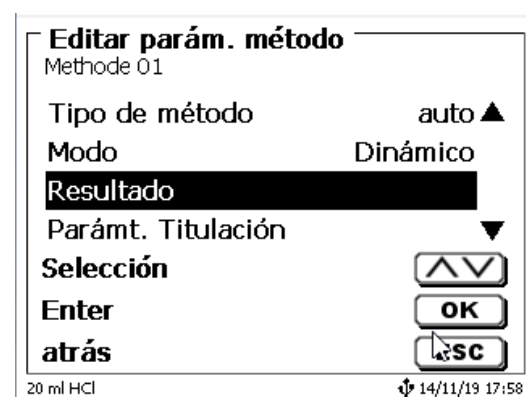 Editar parám. método
Methode 01
Tipo de método auto ▲
Modo Dinámico
Resultado
Parámt. Titulación ▼
Selección
Enter OK
atrás SC
20 ml HCl 14/11/19 17:58